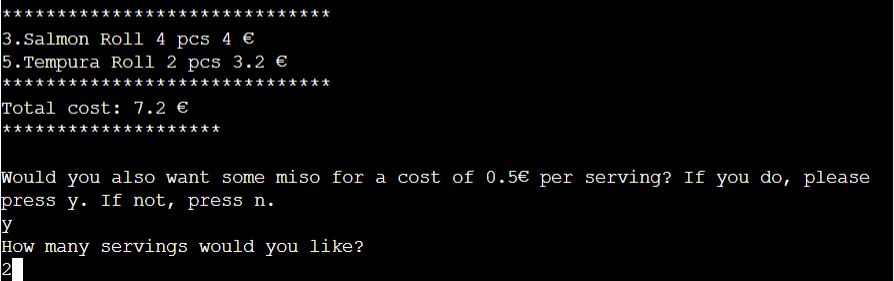 ******************************
3.Salmon Roll 4 pcs 4 €
5.Tempura Roll 2 pcs 3.2 €
******************************
Total cost: 7.2 €
********************
Would you also want some miso for a cost of 0.5€ per serving? If you do, please
press y. If not, press n.
y
How many servings would you like?
2